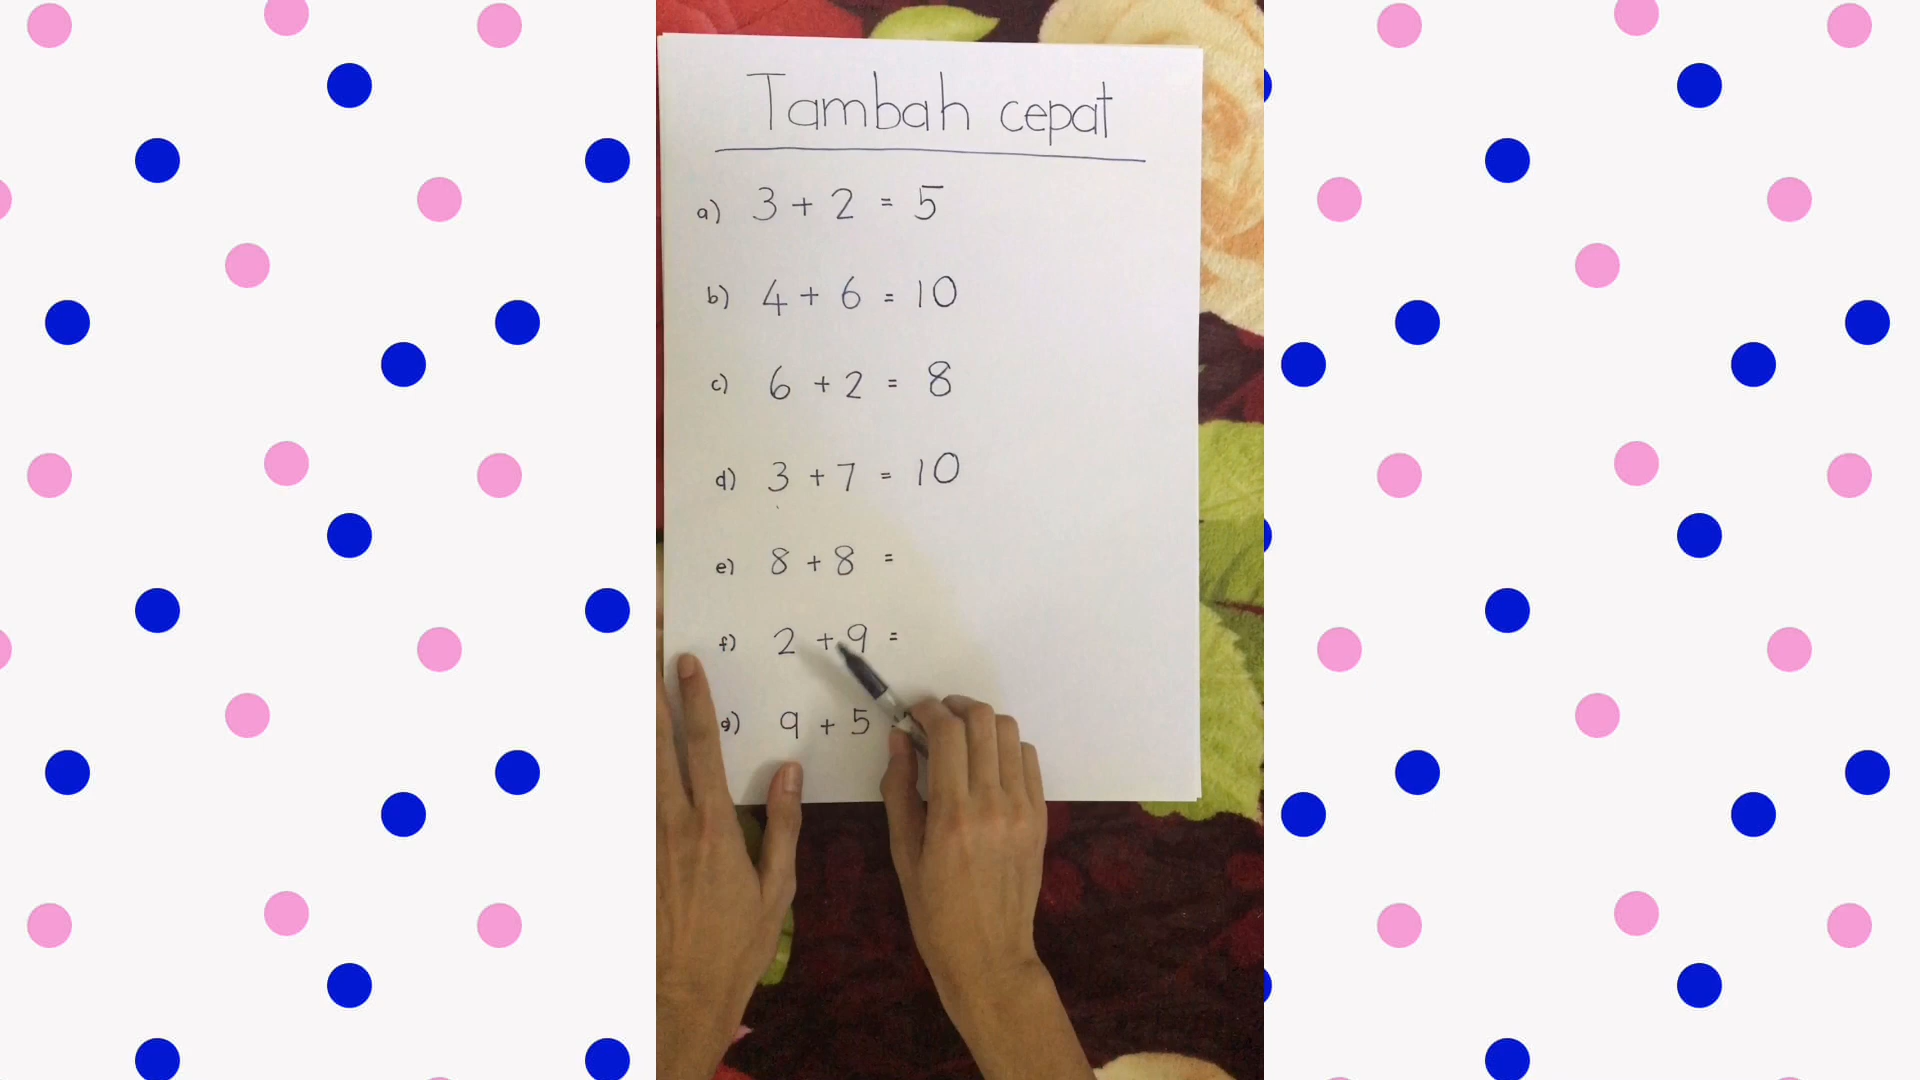 Tambah cepat
a) 3 + 2 = 5
b) 4 + 6 = 10
c) 6 + 2 = 8
d) 3 + 7 = 10
e) 8 + 8 =
f) 2 + 9 =
g) 9 + 5